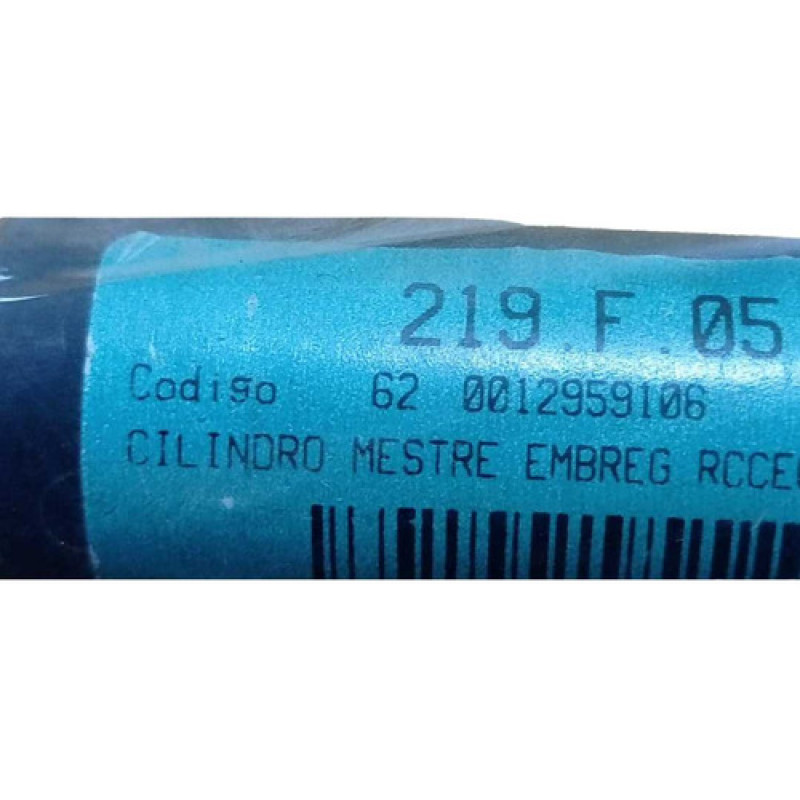 219.F.05
Codigo 62 0012959106
CILINDRO MESTRE EMBREG